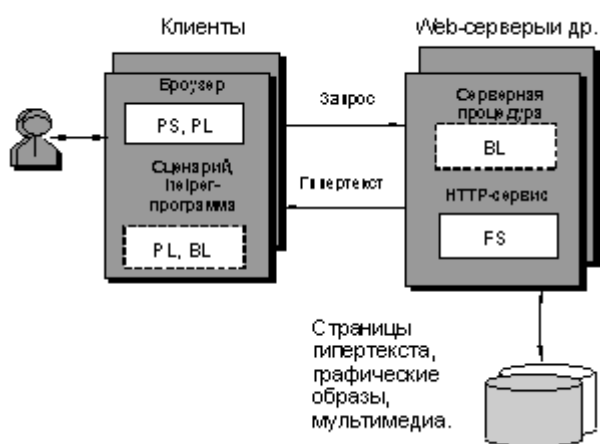 Клиенты
Web-серверыи др.
Броузер
PS, PL
Сценарий,
helper-
программа
PL, BL
Запрос
Гипертекст
Серверная
процедура
BL
HTTP-сервис
FS
Страницы
гипертекста,
графические
образы,
мультимедиа.